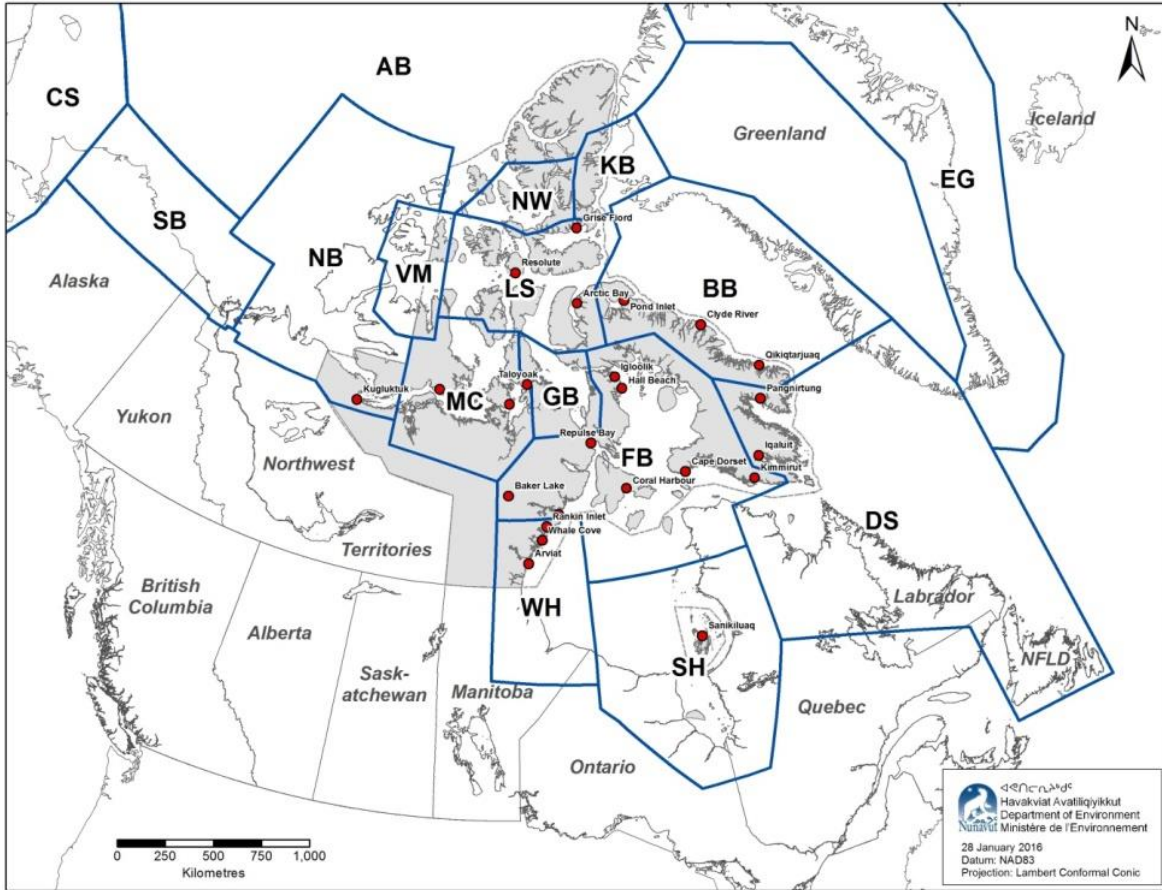 N
AB
CS
Greenland
Iceland
KB
EG
NW
SB
Grise Fiord
NB
VM
Resolute
Alaska
LS
BB
Arctic Bay
Pond Inlet
Clyde River
Qikiqtarjuaq
Igloolik
Taloyoak
Hall Beach
Kugluktuk
MC
GB
Pangnirtung
Yukon
Repulse Bay
FB
Iqaluit
Northwest
Cape Dorset
Kimmirut
Baker Lake
Coral Harbour
Rankin Inlet
Whale Cove
DS
Territories
Arviat
British
Columbia
WH
Labrador
Alberta
Sanikiluaq
NFLD
Sask-
atchewan
SH
Manitoba
Quebec
Ontario
Havakviat Avatiliqiyikkut
Department of Environment
Nunavut Ministère de l'Environnement
28 January 2016
Datum: NAD83
Projection: Lambert Conformal Conic
0 250 500 750 1,000
Kilometres